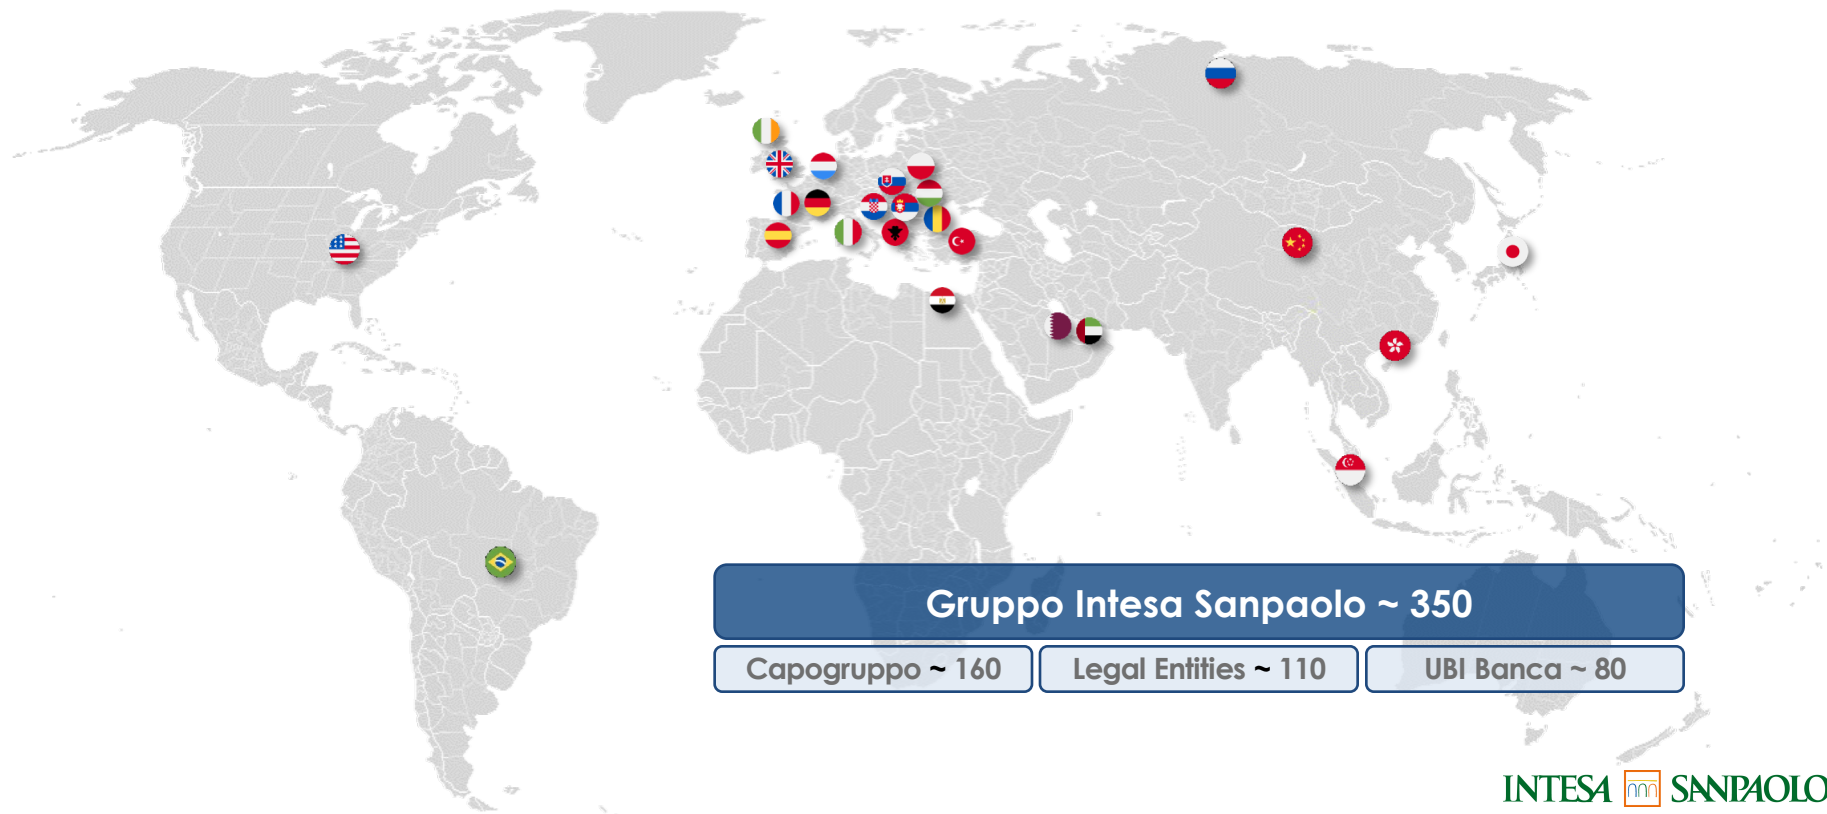 Gruppo Intesa Sanpaolo ~ 350
Capogruppo ~ 160
Legal Entities ~ 110
UBI Banca ~ 80
INTESA SANPAOLO